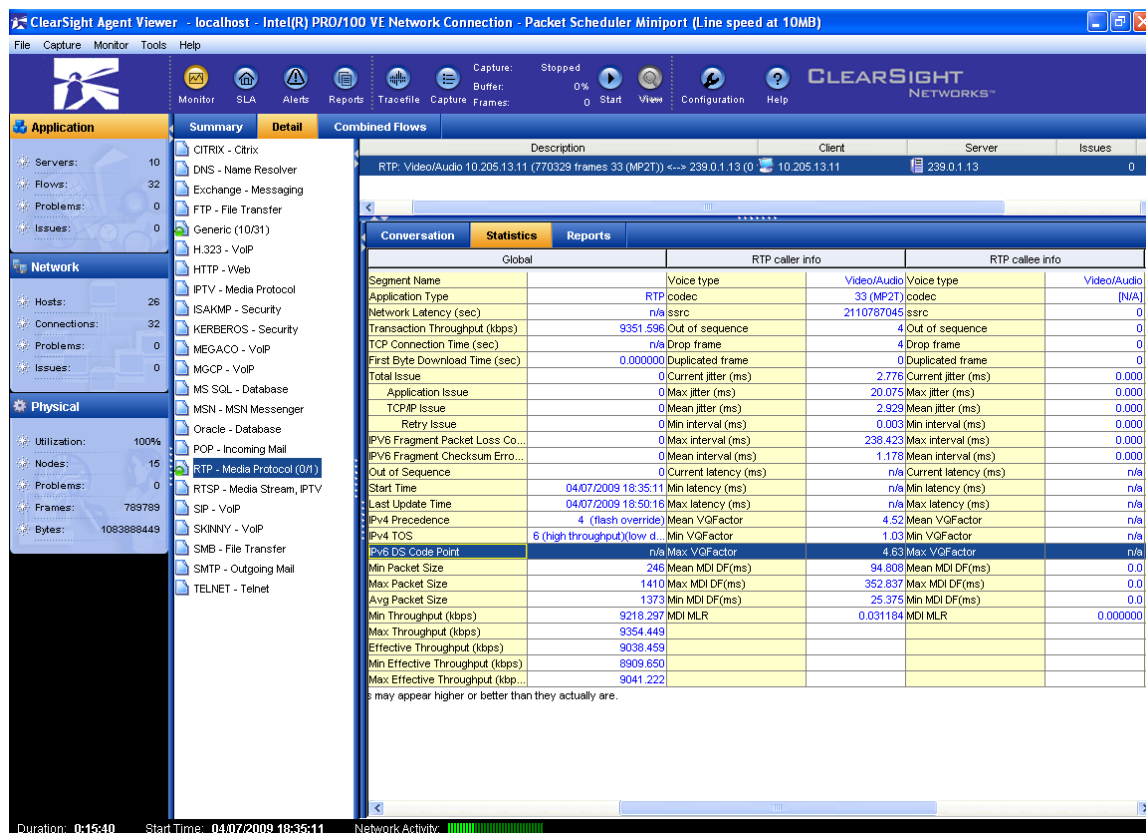 ClearSight Agent Viewer - localhost - Intel(R) PRO/100 VE Network Connection - Packet Scheduler Miniport (Line speed at 10MB)
File Capture Monitor Tools Help
Monitor SLA Alerts Reports Tracefile Capture
Capture: Stopped
Buffer: 0%
Frames: 0
Start View Configuration Help
CLEARSIGHT NETWORKS™
Application
Servers: 10
Flows: 32
Problems: 0
Issues: 0
Network
Hosts: 26
Connections: 32
Problems: 0
Issues: 0
Physical
Utilization: 100%
Nodes: 15
Problems: 0
Frames: 789789
Bytes: 1083888449
Summary Detail Combined Flows
CITRIX - Citrix
DNS - Name Resolver
Exchange - Messaging
FTP - File Transfer
Generic (10/31)
H.323 - VoIP
HTTP - Web
IPTV - Media Protocol
ISAKMP - Security
KERBEROS - Security
MEGACO - VoIP
MGCP - VoIP
MS SQL - Database
MSN - MSN Messenger
Oracle - Database
POP - Incoming Mail
RTP - Media Protocol (0/1)
RTSP - Media Stream, IPTV
SIP - VoIP
SKINNY - VoIP
SMB - File Transfer
SMTP - Outgoing Mail
TELNET - Telnet
Description Client Server Issues
RTP: Video/Audio 10.205.13.11 (770329 frames 33 (MP2T)) <--> 239.0.1.13 (0 10.205.13.11 239.0.1.13 0
Conversation Statistics Reports
Global RTP caller info RTP callee info
Segment Name Voice type Video/Audio Voice type Video/Audio
Application Type RTP codec 33 (MP2T) codec [N/A]
Network Latency (sec) n/a ssrc 2110787045 ssrc 0
Transaction Throughput (kbps) 9351.596 Out of sequence 4 Out of sequence 0
TCP Connection Time (sec) n/a Drop frame 4 Drop frame 0
First Byte Download Time (sec) 0.000000 Duplicated frame 0 Duplicated frame 0
Total Issue 0 Current jitter (ms) 2.776 Current jitter (ms) 0.000
Application Issue 0 Max jitter (ms) 20.075 Max jitter (ms) 0.000
TCP/IP Issue 0 Mean jitter (ms) 2.929 Mean jitter (ms) 0.000
Retry Issue 0 Min interval (ms) 0.003 Min interval (ms) 0.000
IPV6 Fragment Packet Loss Co... 0 Max interval (ms) 238.423 Max interval (ms) 0.000
IPV6 Fragment Checksum Erro... 0 Mean interval (ms) 1.178 Mean interval (ms) 0.000
Out of Sequence 0 Current latency (ms) n/a Current latency (ms) n/a
Start Time 04/07/2009 18:35:11 Min latency (ms) n/a Min latency (ms) n/a
Last Update Time 04/07/2009 18:50:16 Max latency (ms) n/a Max latency (ms) n/a
IPv4 Precedence 4 (flash override) Mean VQFactor 4.52 Mean VQFactor n/a
IPv4 TOS 6 (high throughput)(low d... Min VQFactor 1.03 Min VQFactor n/a
IPv6 DS Code Point n/a Max VQFactor 4.63 Max VQFactor n/a
Min Packet Size 246 Mean MDI DF(ms) 94.808 Mean MDI DF(ms) 0.0
Max Packet Size 1410 Max MDI DF(ms) 352.837 Max MDI DF(ms) 0.0
Avg Packet Size 1373 Min MDI DF(ms) 25.375 Min MDI DF(ms) 0.0
Min Throughput (kbps) 9218.297 MDI MLR 0.031184 MDI MLR 0.000000
Max Throughput (kbps) 9354.449
Effective Throughput (kbps) 9038.459
Min Effective Throughput (kbps) 8909.650
Max Effective Throughput (kbp... 9041.222
s may appear higher or better than they actually are.
Duration: 0:15:40 Start Time: 04/07/2009 18:35:11 Network Activity: